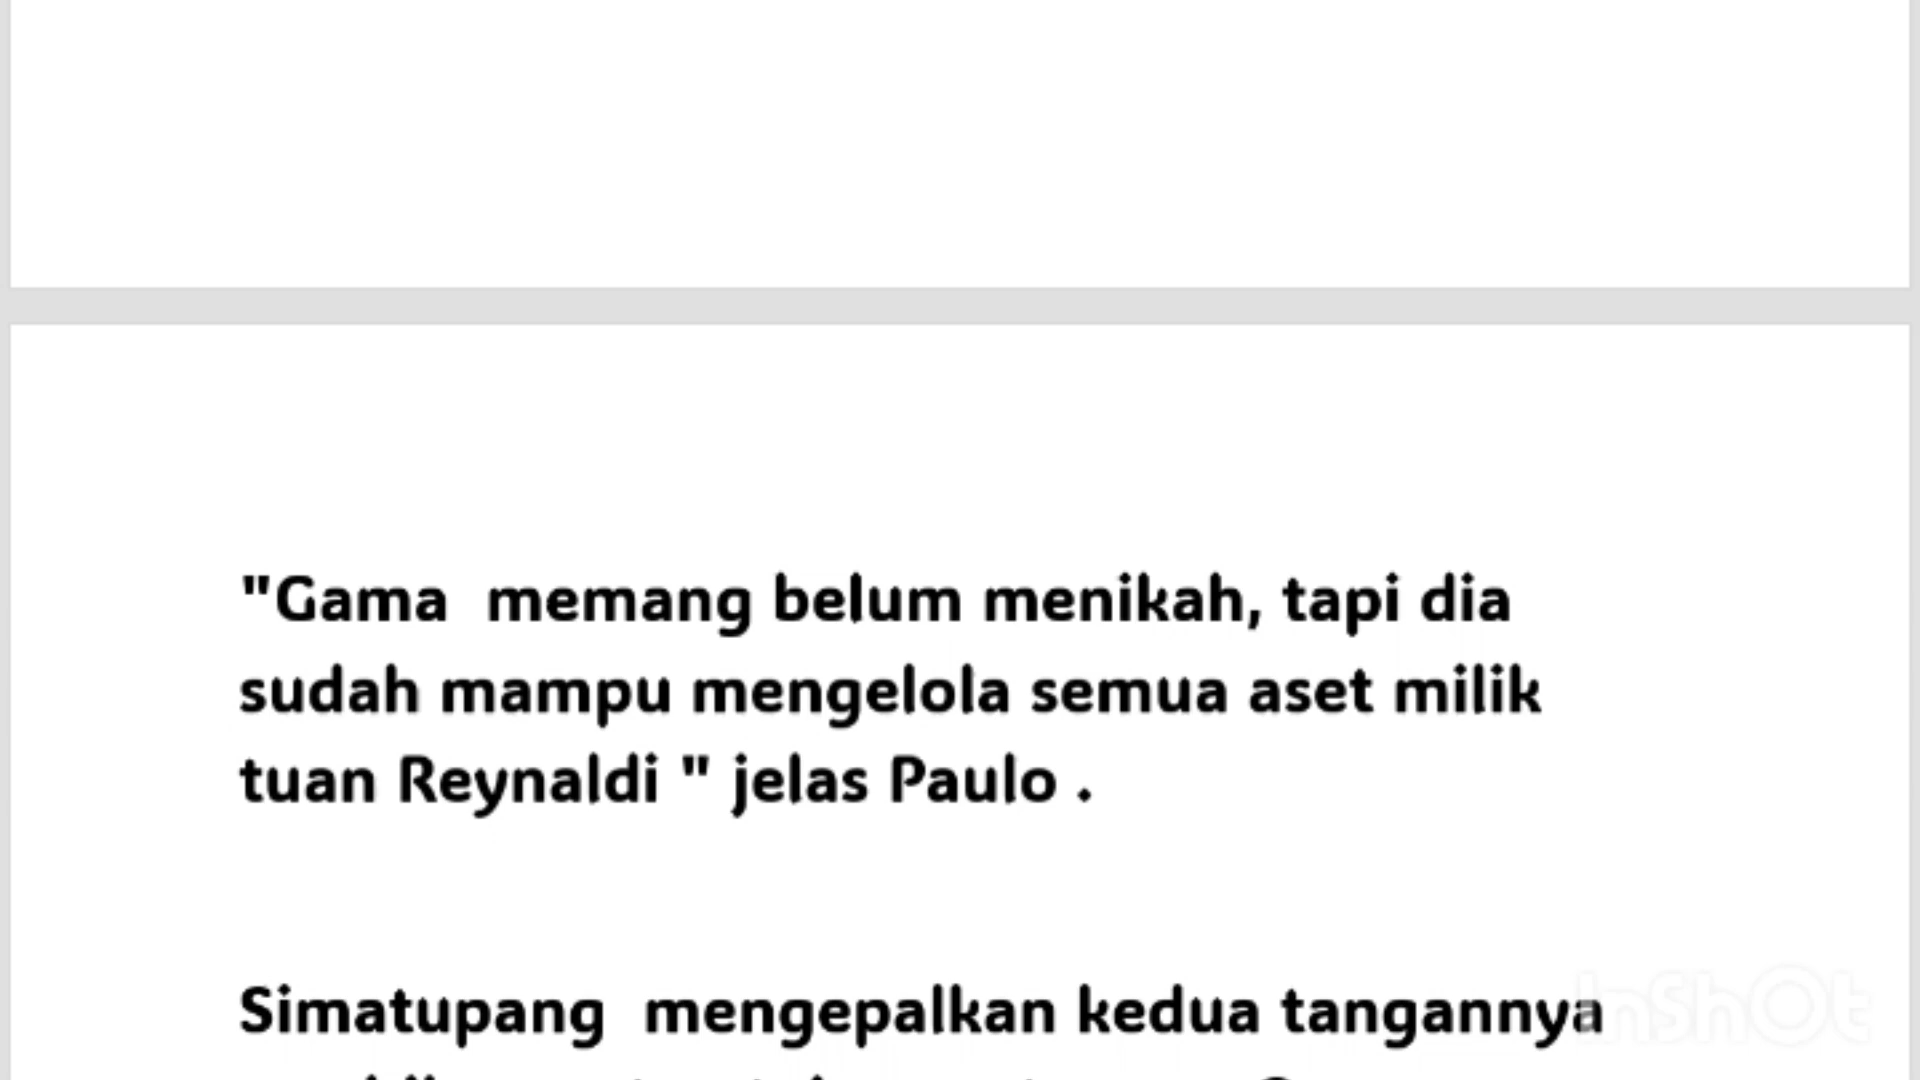 "Gama  memang belum menikah, tapi dia
sudah mampu mengelola semua aset milik
tuan Reynaldi " jelas Paulo .
Simatupang  mengepalkan kedua tangannya
InShOt